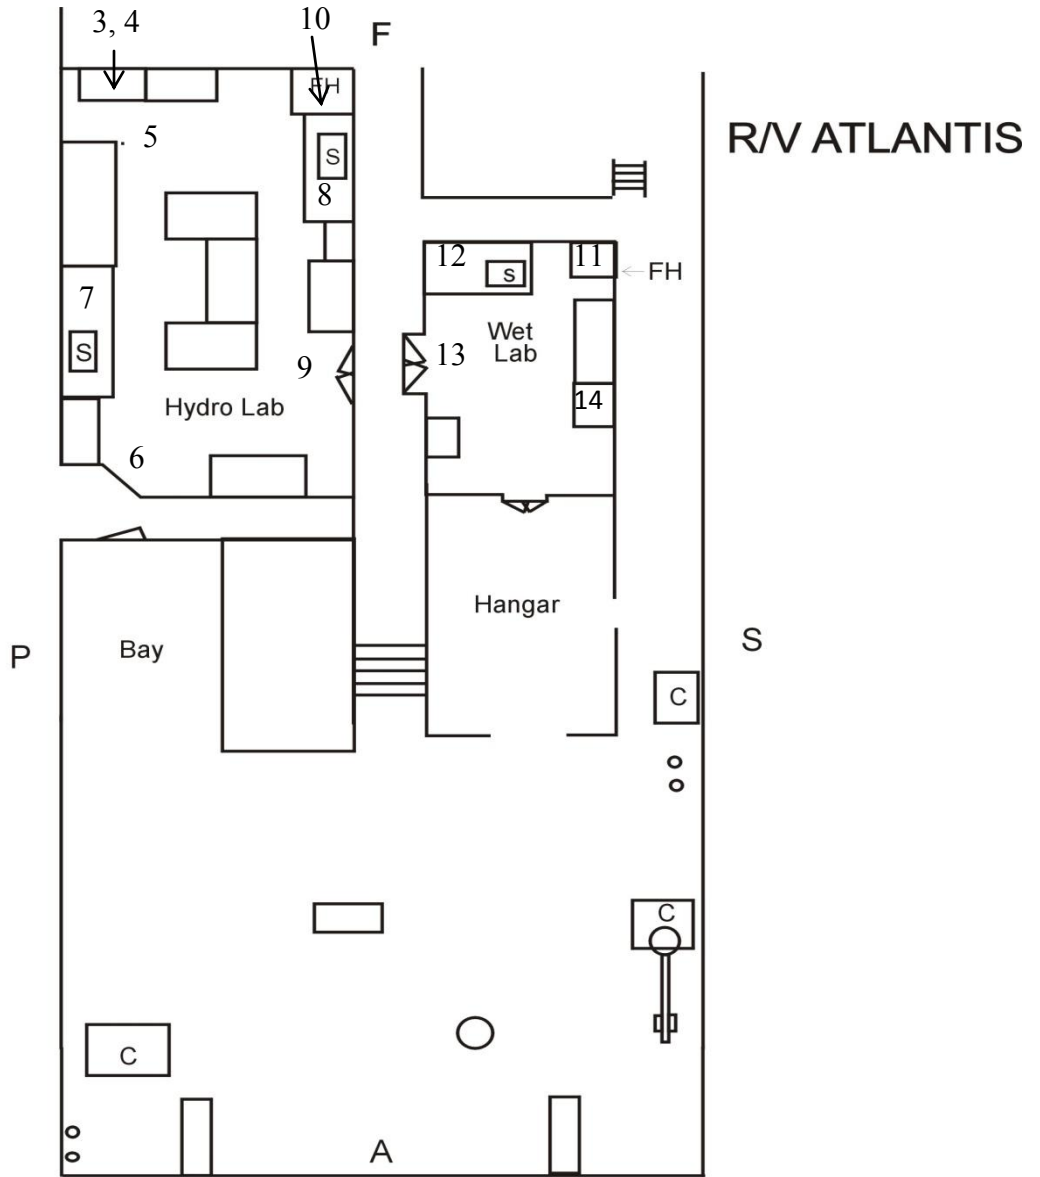 3, 4
10
F
FH
R/V ATLANTIS
5
S
8
12
s
11
FH
7
S
Wet
Lab
13
9
14
Hydro Lab
6
Hangar
Bay
P
S
C
C
C
A